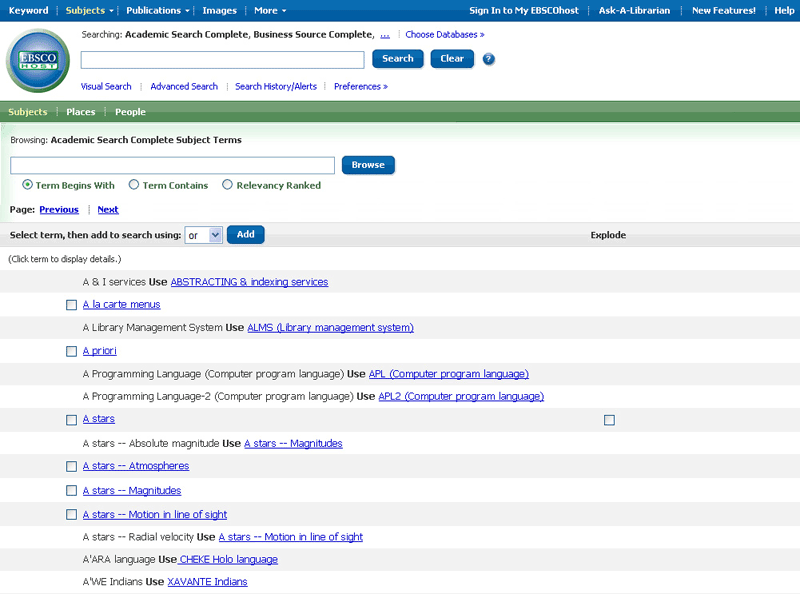 Keyword Subjects Publications Images More Sign In to My EBSCOhost Ask-A-Librarian New Features! Help
Searching: Academic Search Complete, Business Source Complete, ... Choose Databases »
EBSCO
HOST
Search Clear ?
Visual Search Advanced Search Search History/Alerts Preferences »
Subjects Places People
Browsing: Academic Search Complete Subject Terms
Browse
Term Begins With Term Contains Relevancy Ranked
Page: Previous | Next
Select term, then add to search using: or Add Explode
(Click term to display details.)
A & I services Use ABSTRACTING & indexing services
A la carte menus
A Library Management System Use ALMS (Library management system)
A priori
A Programming Language (Computer program language) Use APL (Computer program language)
A Programming Language-2 (Computer program language) Use APL2 (Computer program language)
A stars
A stars -- Absolute magnitude Use A stars -- Magnitudes
A stars -- Atmospheres
A stars -- Magnitudes
A stars -- Motion in line of sight
A stars -- Radial velocity Use A stars -- Motion in line of sight
A'ARA language Use CHEKE Holo language
A'WE Indians Use XAVANTE Indians